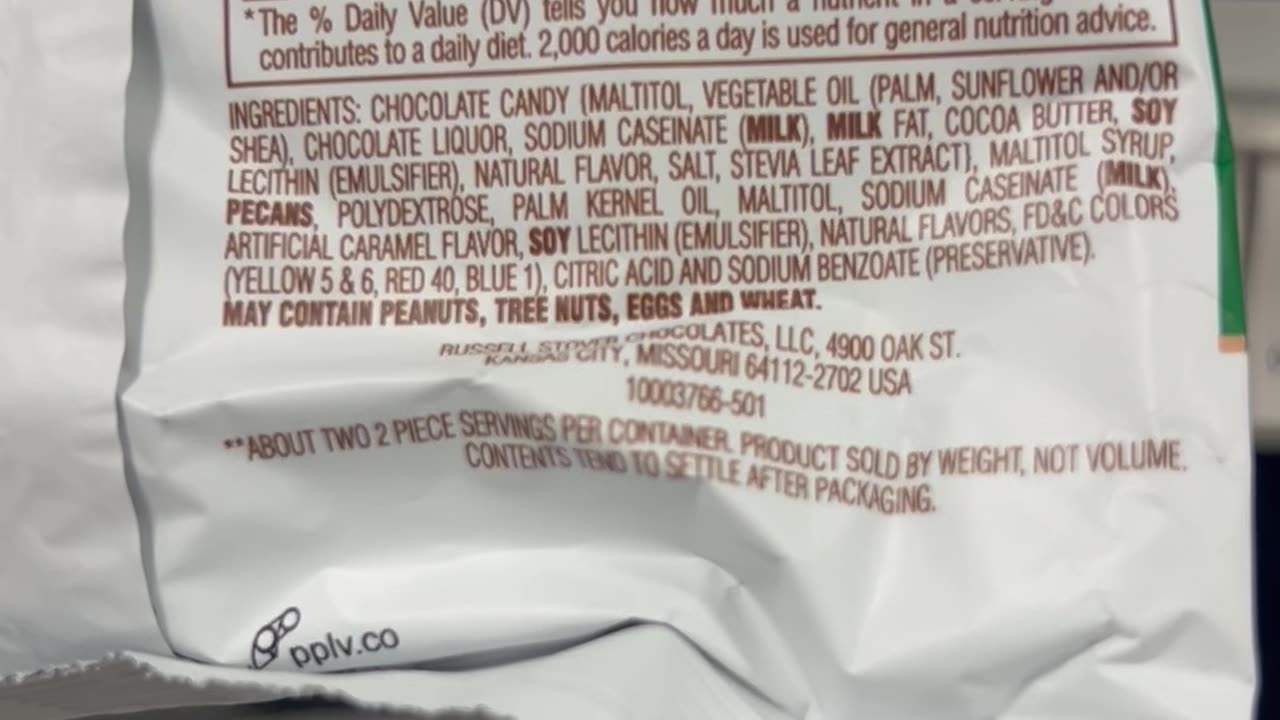 *The % Daily Value (DV) tells you how much a nutrient in a serving
contributes to a daily diet. 2,000 calories a day is used for general nutrition advice.
INGREDIENTS: CHOCOLATE CANDY (MALTITOL, VEGETABLE OIL (PALM, SUNFLOWER AND/OR
SHEA), CHOCOLATE LIQUOR, SODIUM CASEINATE (MILK), MILK FAT, COCOA BUTTER, SOY
LECITHIN (EMULSIFIER), NATURAL FLAVOR, SALT, STEVIA LEAF EXTRACT), MALTITOL SYRUP,
PECANS, POLYDEXTROSE, PALM KERNEL OIL, MALTITOL, SODIUM CASEINATE (MILK),
ARTIFICIAL CARAMEL FLAVOR, SOY LECITHIN (EMULSIFIER), NATURAL FLAVORS, FD&C COLORS
(YELLOW 5 & 6, RED 40, BLUE 1), CITRIC ACID AND SODIUM BENZOATE (PRESERVATIVE).
MAY CONTAIN PEANUTS, TREE NUTS, EGGS AND WHEAT.
RUSSELL STOVER CHOCOLATES, LLC, 4900 OAK ST.
KANSAS CITY, MISSOURI 64112-2702 USA
10003766-501
**ABOUT TWO 2 PIECE SERVINGS PER CONTAINER. PRODUCT SOLD BY WEIGHT, NOT VOLUME.
CONTENTS TEND TO SETTLE AFTER PACKAGING.
pplv.co